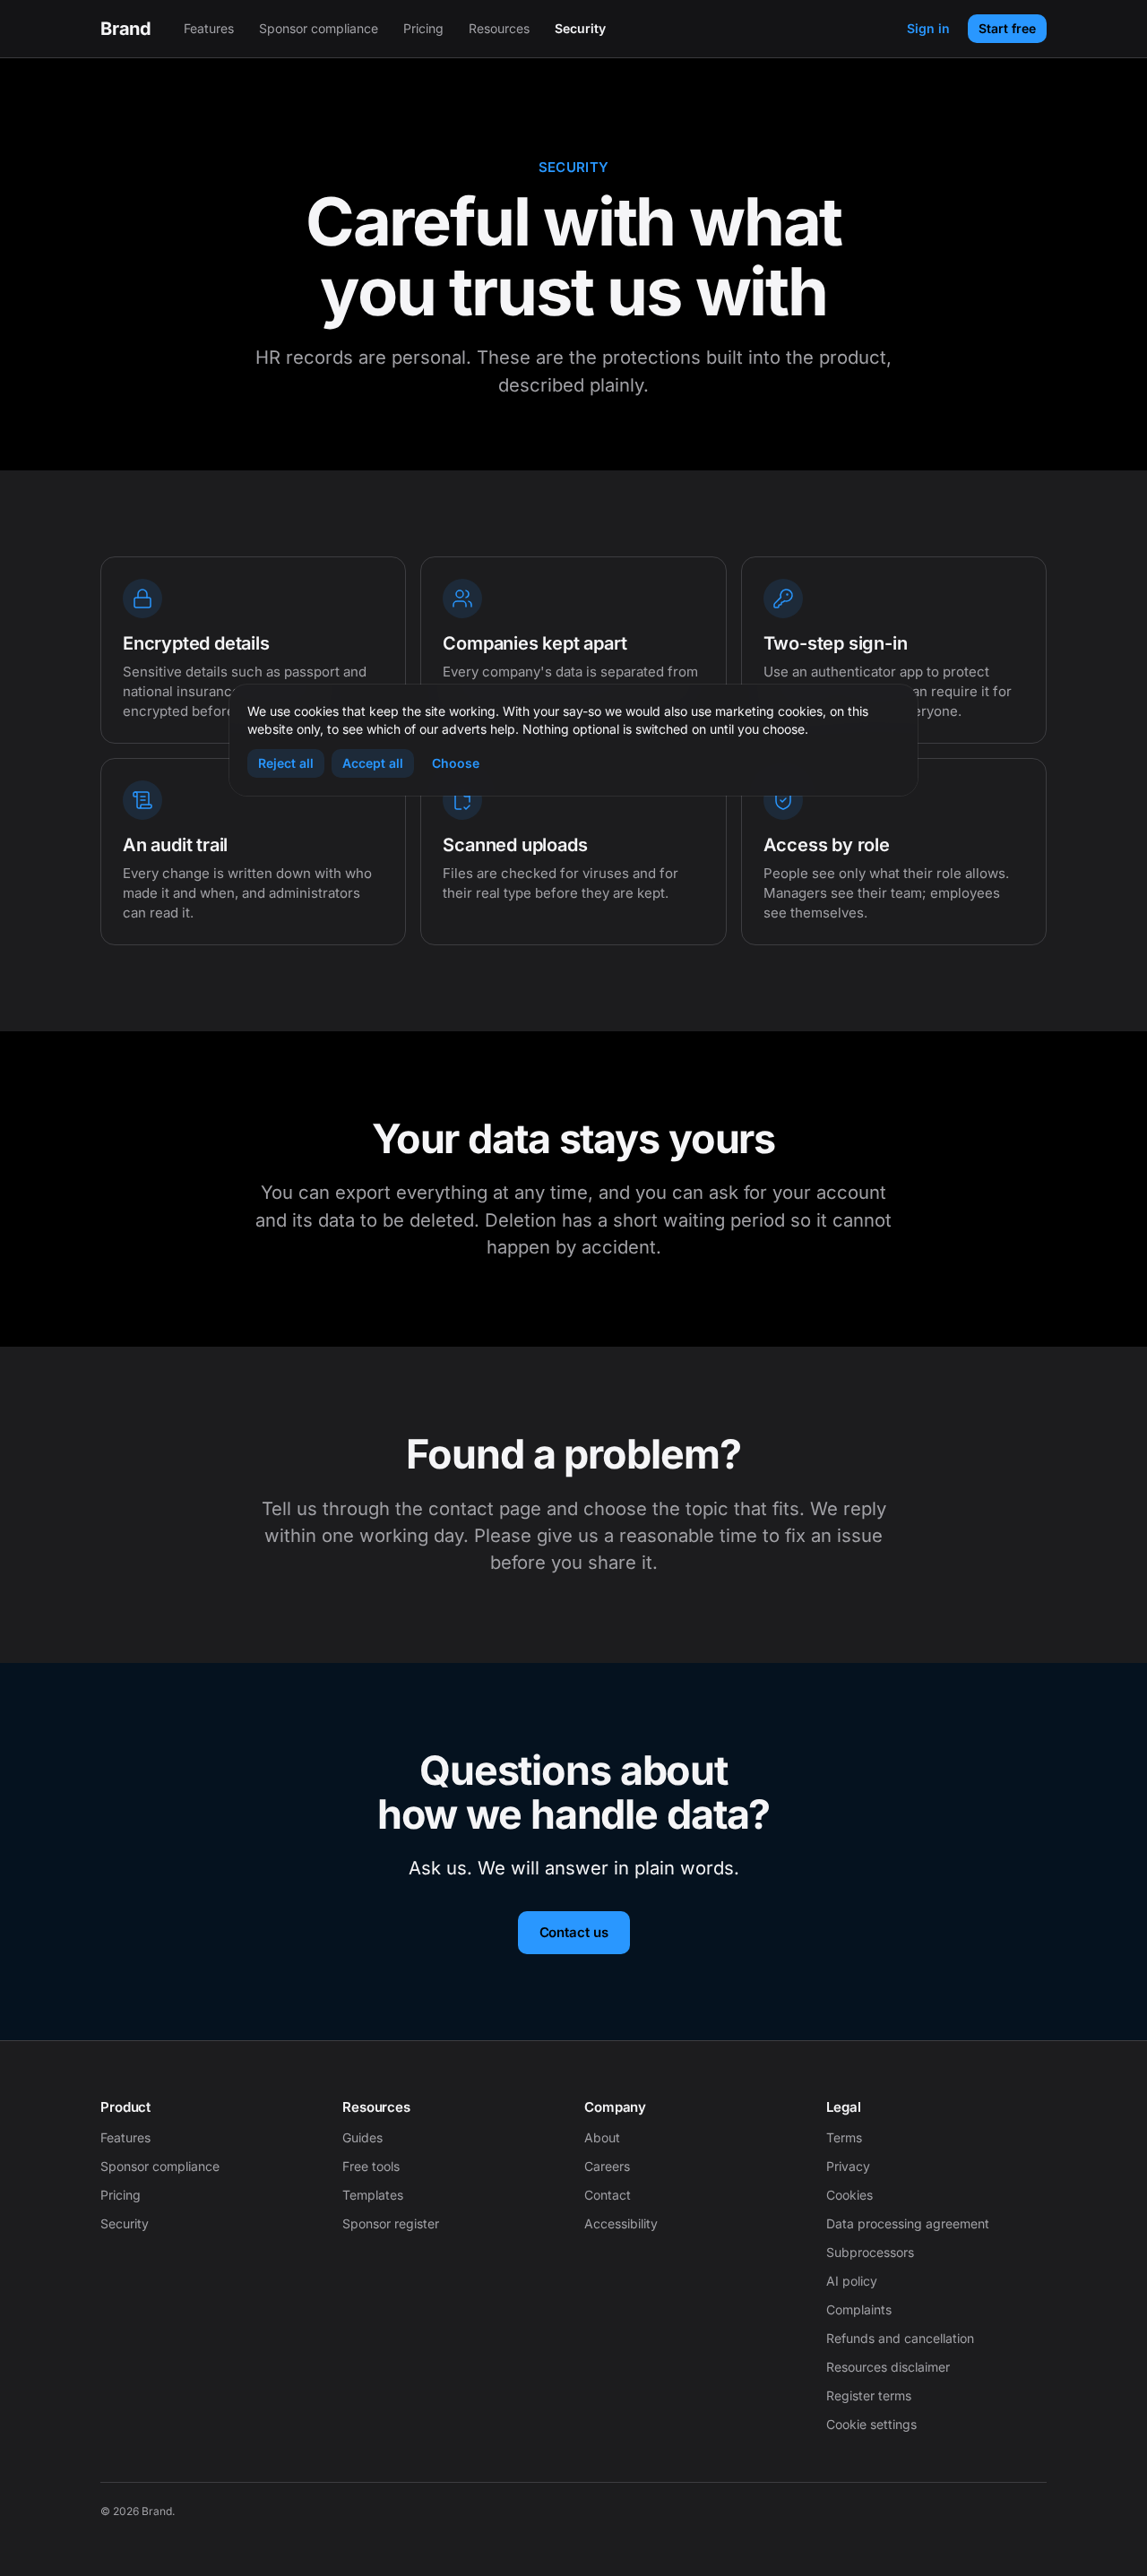 Brand
Features
Sponsor compliance
Pricing
Resources
Security
Sign in
Start free
SECURITY
Careful with what
you trust us with
HR records are personal. These are the protections built into the product,
described plainly.
Encrypted details
Sensitive details such as passport and
national insurance
encrypted before
Companies kept apart
Every company's data is separated from
Two-step sign-in
Use an authenticator app to protect
an require it for
eryone.
We use cookies that keep the site working. With your say-so we would also use marketing cookies, on this
website only, to see which of our adverts help. Nothing optional is switched on until you choose.
Reject all
Accept all
Choose
An audit trail
Every change is written down with who
made it and when, and administrators
can read it.
Scanned uploads
Files are checked for viruses and for
their real type before they are kept.
Access by role
People see only what their role allows.
Managers see their team; employees
see themselves.
Your data stays yours
You can export everything at any time, and you can ask for your account
and its data to be deleted. Deletion has a short waiting period so it cannot
happen by accident.
Found a problem?
Tell us through the contact page and choose the topic that fits. We reply
within one working day. Please give us a reasonable time to fix an issue
before you share it.
Questions about
how we handle data?
Ask us. We will answer in plain words.
Contact us
Product
Features
Sponsor compliance
Pricing
Security
Resources
Guides
Free tools
Templates
Sponsor register
Company
About
Careers
Contact
Accessibility
Legal
Terms
Privacy
Cookies
Data processing agreement
Subprocessors
AI policy
Complaints
Refunds and cancellation
Resources disclaimer
Register terms
Cookie settings
© 2026 Brand.